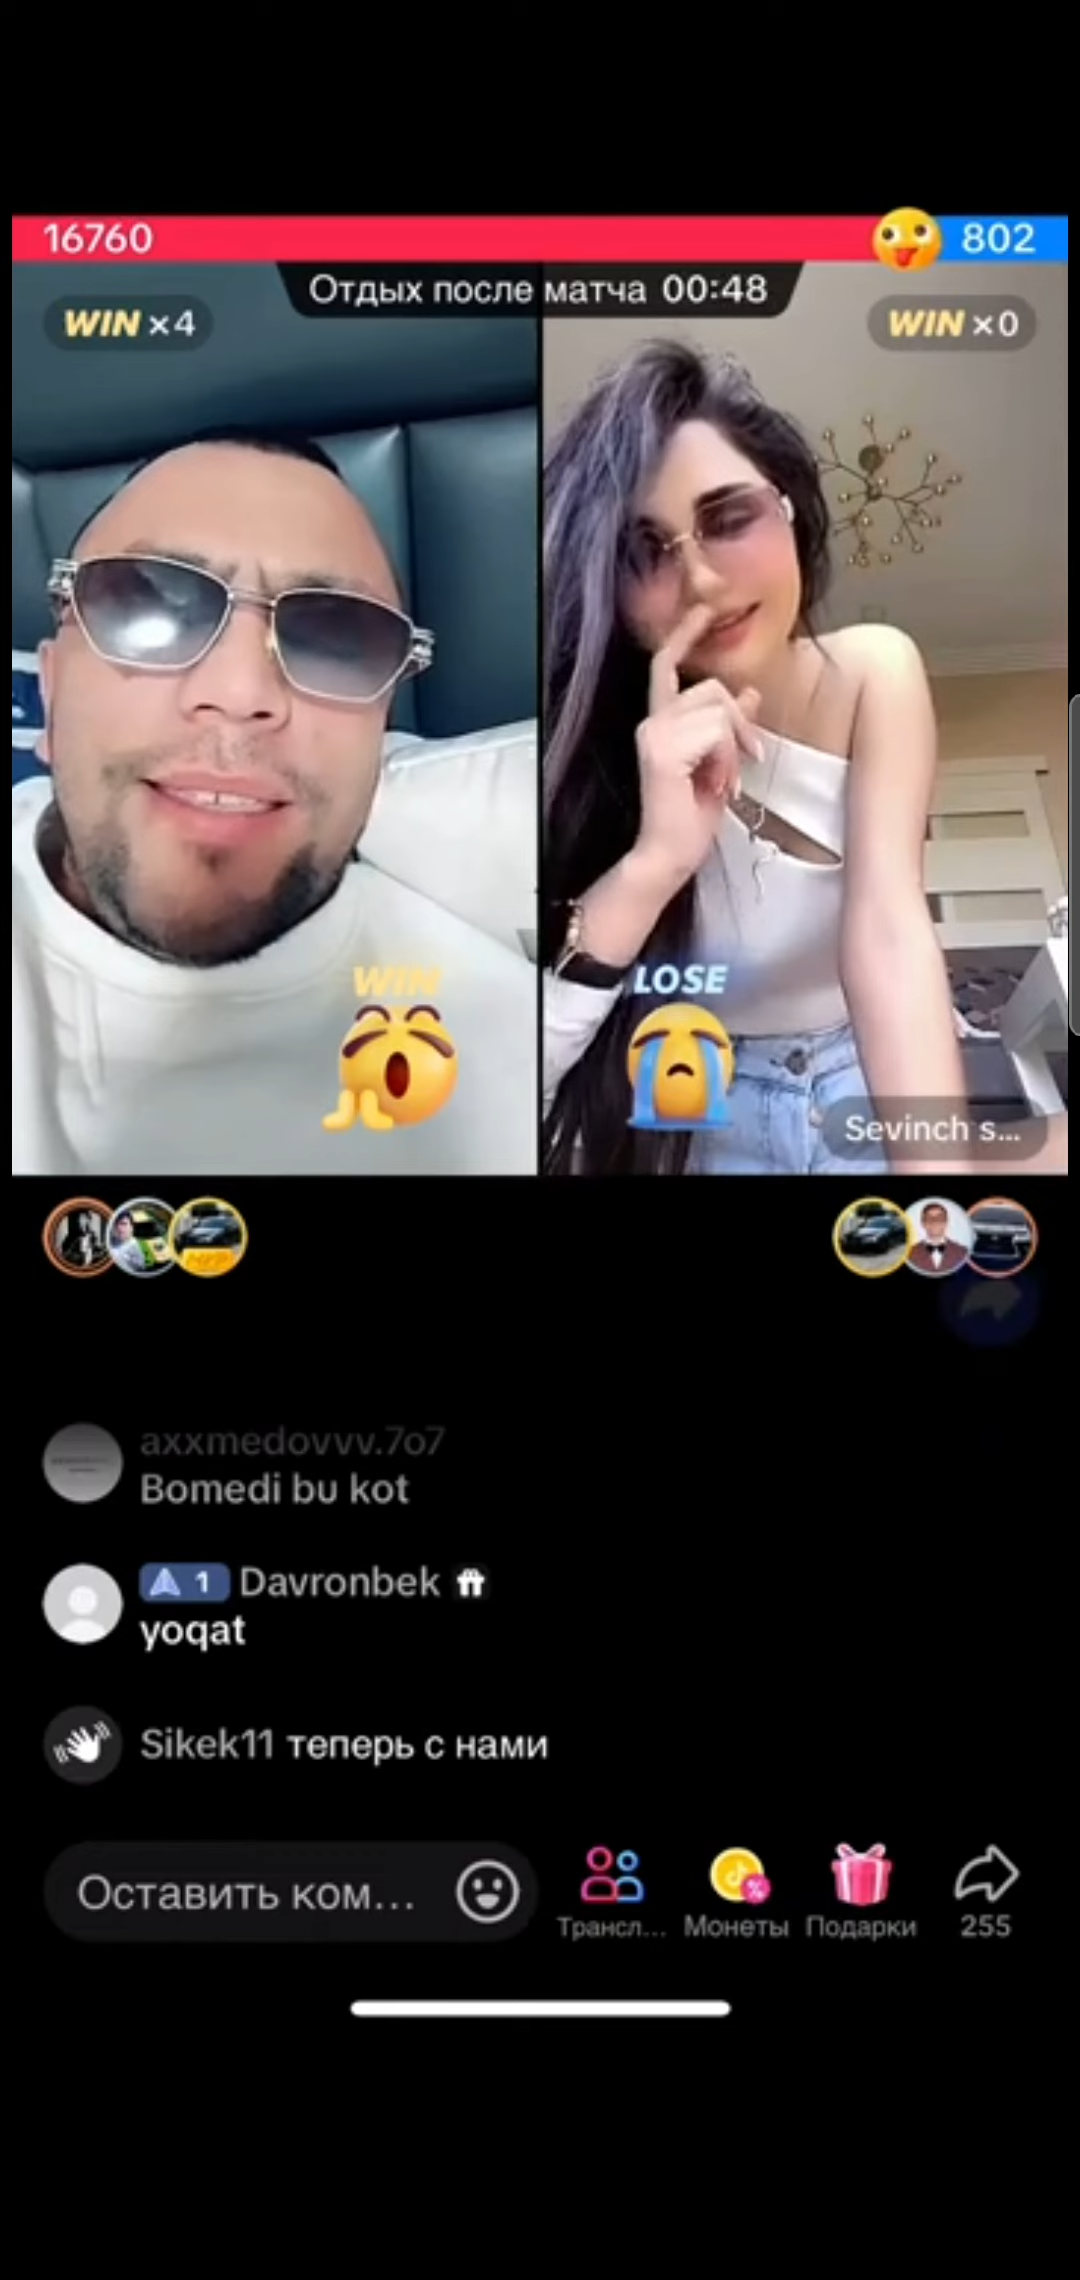 16760
802
Отдых после матча 00:48
WIN ×4
WIN ×0
WIN
LOSE
Sevinch s...
axxmedovvv.7o7
Bomedi bu kot
1 Davronbek
yoqat
Sikek11 теперь с нами
Оставить ком...
Трансл...
Монеты
Подарки
255